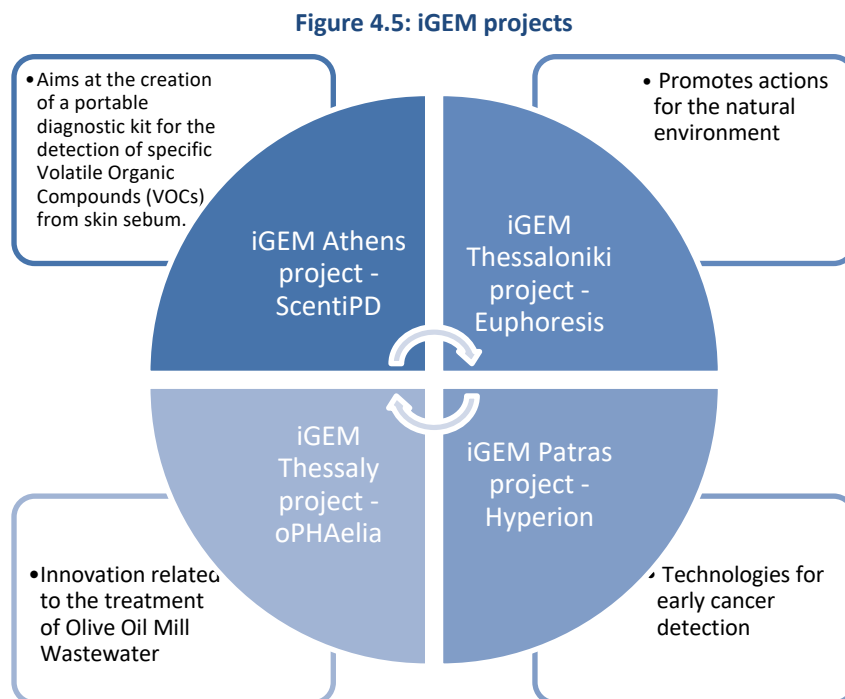 Figure 4.5: iGEM projects
•Aims at the creation
of a portable
diagnostic kit for the
detection of specific
Volatile Organic
Compounds (VOCs)
from skin sebum.
• Promotes actions
for the natural
environment
iGEM Athens
project -
ScentiPD
iGEM
Thessaloniki
project -
Euphoresis
iGEM
Thessaly
project -
oPHAelia
iGEM Patras
project -
Hyperion
•Innovation related
to the treatment
of Olive Oil Mill
Wastewater
• Technologies for
early cancer
detection